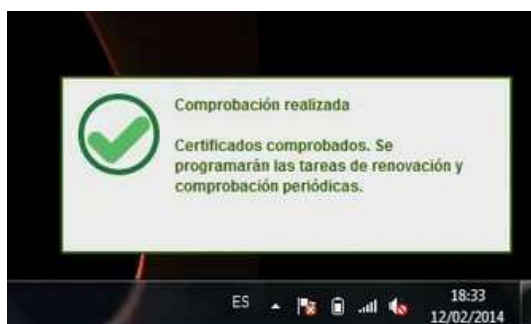 Comprobación realizada
Certificados comprobados. Se
programarán las tareas de renovación y
comprobación periódicas.
ES
18:33
12/02/2014